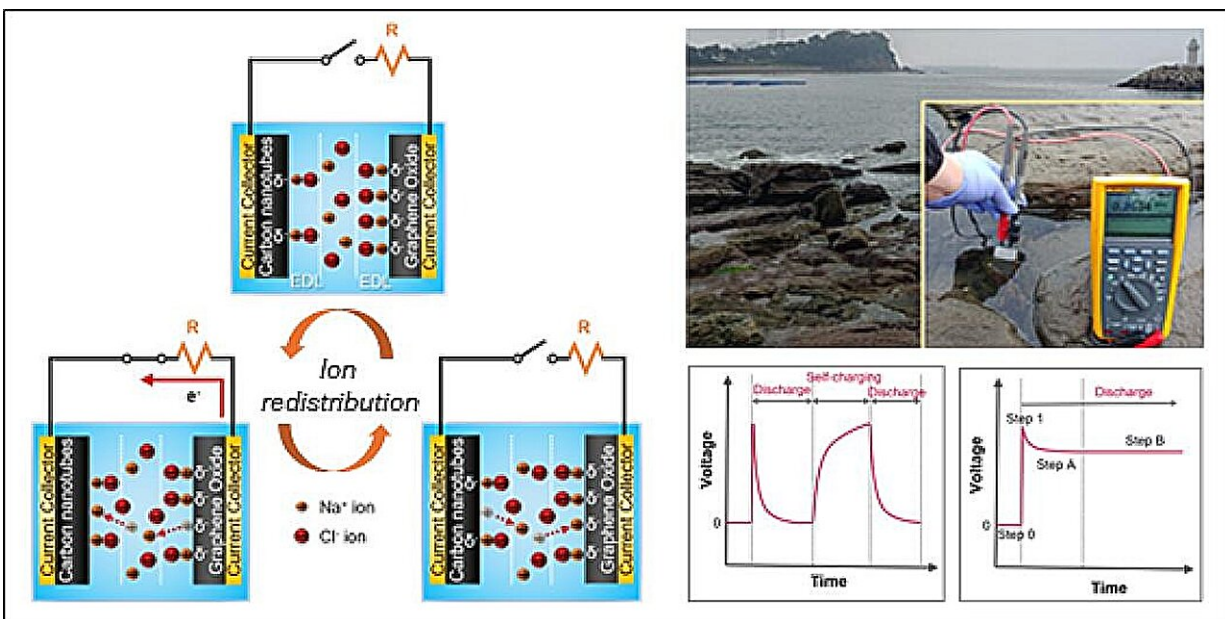 R
Current Collector
Carbon nanotubes
Graphene Oxide
Current Collector
EDL
EDL
R
e-
Current Collector
Carbon nanotubes
Graphene Oxide
Current Collector
Ion
redistribution
Na+ ion
Cl- ion
R
Current Collector
Carbon nanotubes
Graphene Oxide
Current Collector
Self-charging
Discharge
Discharge
Voltage
0
Time
Discharge
Step 1
Step B
Step A
Voltage
0
Step 0
Time